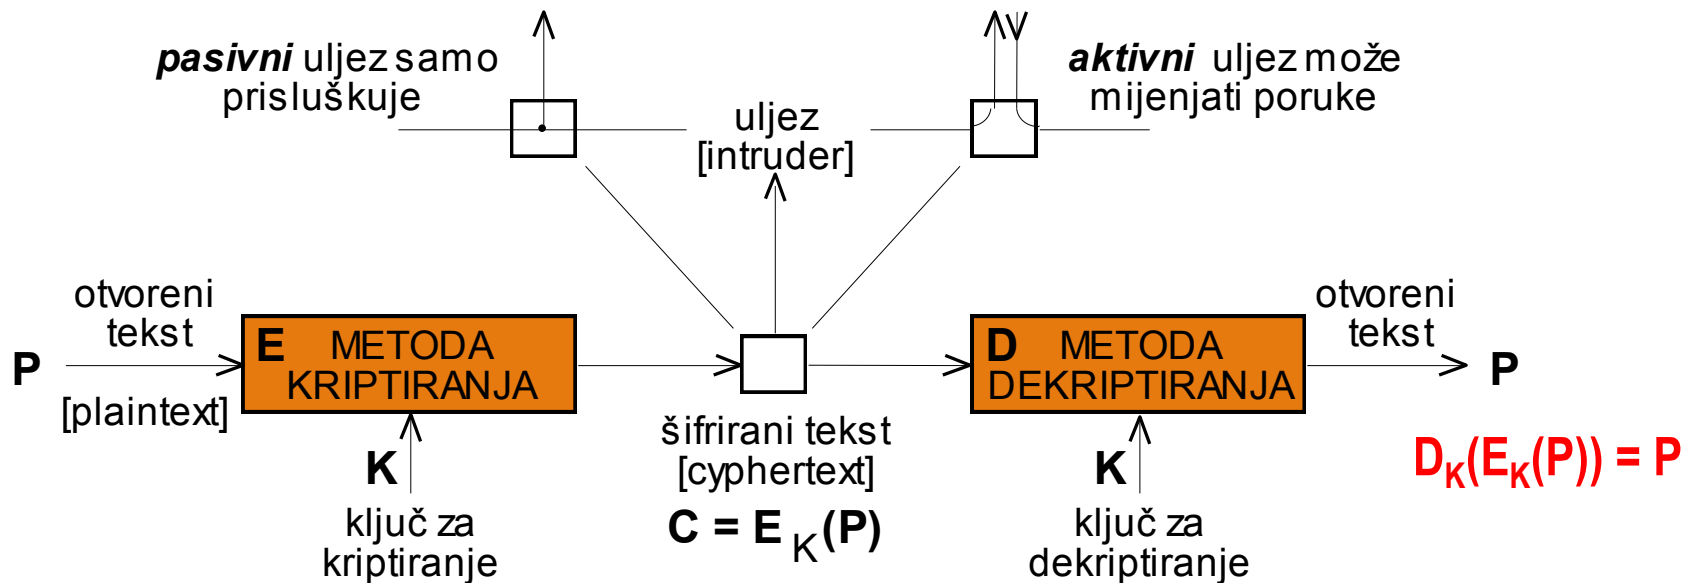 pasivni uljez samo
prisluškuje
uljez
[intruder]
aktivni uljez može
mijenjati poruke
otvoreni
tekst
P
[plaintext]
E METODA
KRIPTIRANJA
K
ključ za
kriptiranje
šifrirani tekst
[cyphertext]
C = E K (P)
D METODA
DEKRIPTIRANJA
K
ključ za
dekriptiranje
otvoreni
tekst
P
DK(EK(P)) = P